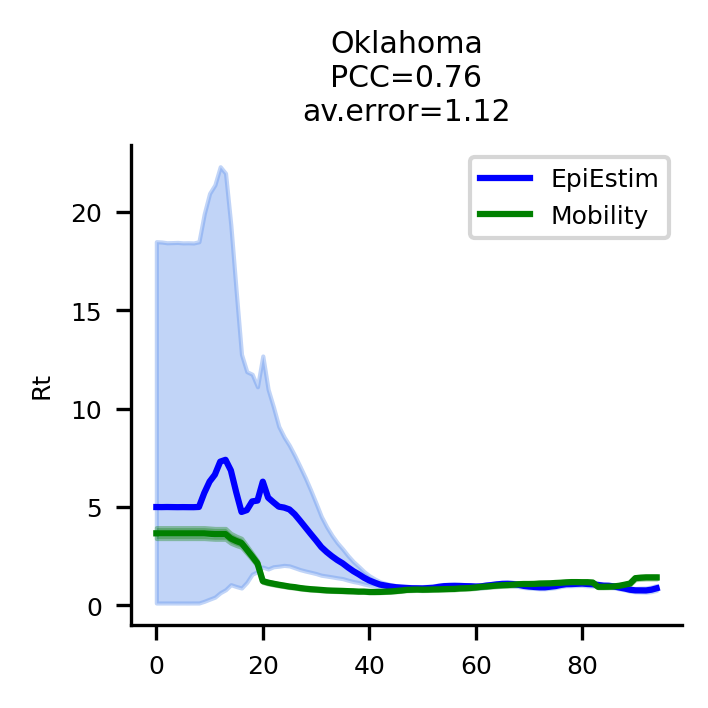 Oklahoma
PCC=0.76
av.error=1.12
EpiEstim
Mobility
20
15
10
5
0
Rt
0 20 40 60 80